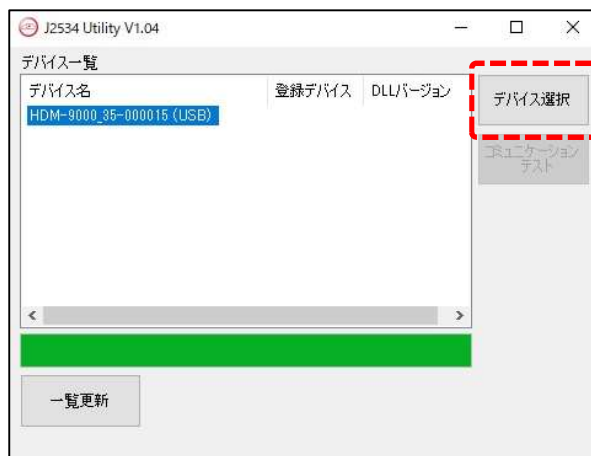 J2534 Utility V1.04
デバイス一覧
デバイス名 登録デバイス DLLバージョン
HDM-9000_35-000015 (USB)
デバイス選択
コミュニケーション
テスト
一覧更新